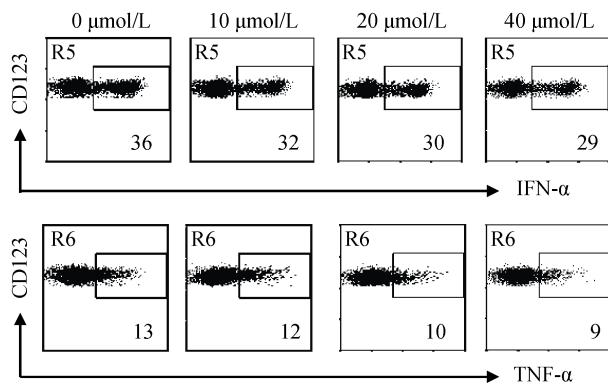 0 μmol/L 10 μmol/L 20 μmol/L 40 μmol/L
CD123
R5 R5 R5 R5
36 32 30 29
IFN-α
CD123
R6 R6 R6 R6
13 12 10 9
TNF-α